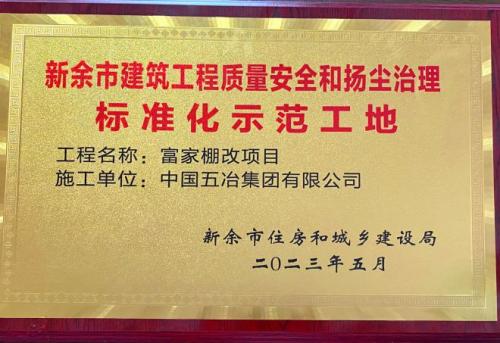 新余市建筑工程质量安全和扬尘治理
标准化示范工地
工程名称：富家棚改项目
施工单位：中国五冶集团有限公司
新余市住房和城乡建设局
二〇二三年五月